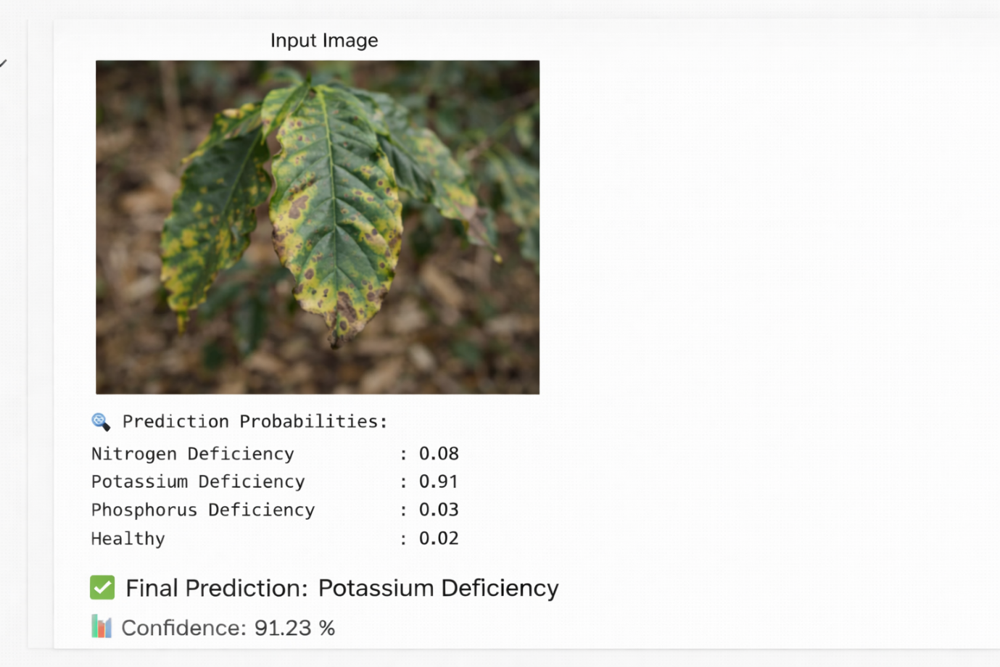 Input Image
🔍 Prediction Probabilities:
Nitrogen Deficiency : 0.08
Potassium Deficiency : 0.91
Phosphorus Deficiency : 0.03
Healthy : 0.02
✅ Final Prediction: Potassium Deficiency
📊 Confidence: 91.23 %